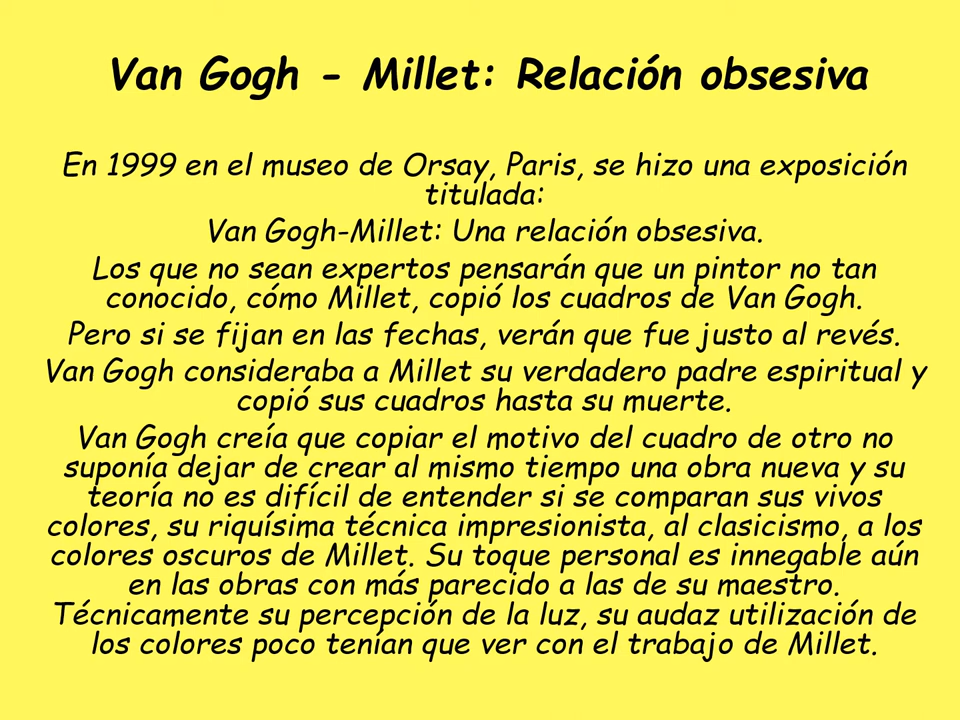 Van Gogh - Millet: Relación obsesiva
En 1999 en el museo de Orsay, Paris, se hizo una exposición
titulada:
Van Gogh-Millet: Una relación obsesiva.
Los que no sean expertos pensarán que un pintor no tan
conocido, cómo Millet, copió los cuadros de Van Gogh.
Pero si se fijan en las fechas, verán que fue justo al revés.
Van Gogh consideraba a Millet su verdadero padre espiritual y
copió sus cuadros hasta su muerte.
Van Gogh creía que copiar el motivo del cuadro de otro no
suponía dejar de crear al mismo tiempo una obra nueva y su
teoría no es difícil de entender si se comparan sus vivos
colores, su riquísima técnica impresionista, al clasicismo, a los
colores oscuros de Millet. Su toque personal es innegable aún
en las obras con más parecido a las de su maestro.
Técnicamente su percepción de la luz, su audaz utilización de
los colores poco tenían que ver con el trabajo de Millet.